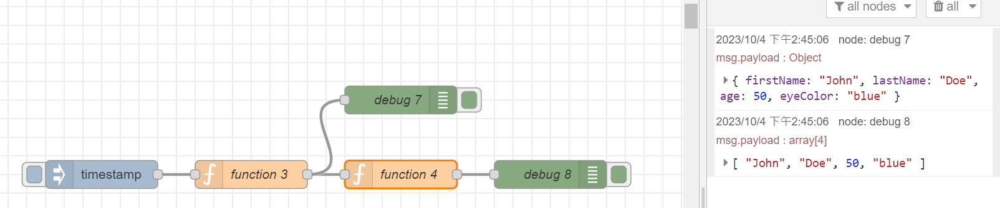 all nodes
all
2023/10/4 下午2:45:06 node: debug 7
msg.payload : Object
{ firstName: "John", lastName: "Doe",
age: 50, eyeColor: "blue" }
2023/10/4 下午2:45:06 node: debug 8
msg.payload : array[4]
[ "John", "Doe", 50, "blue" ]
debug 7
timestamp
function 3
function 4
debug 8